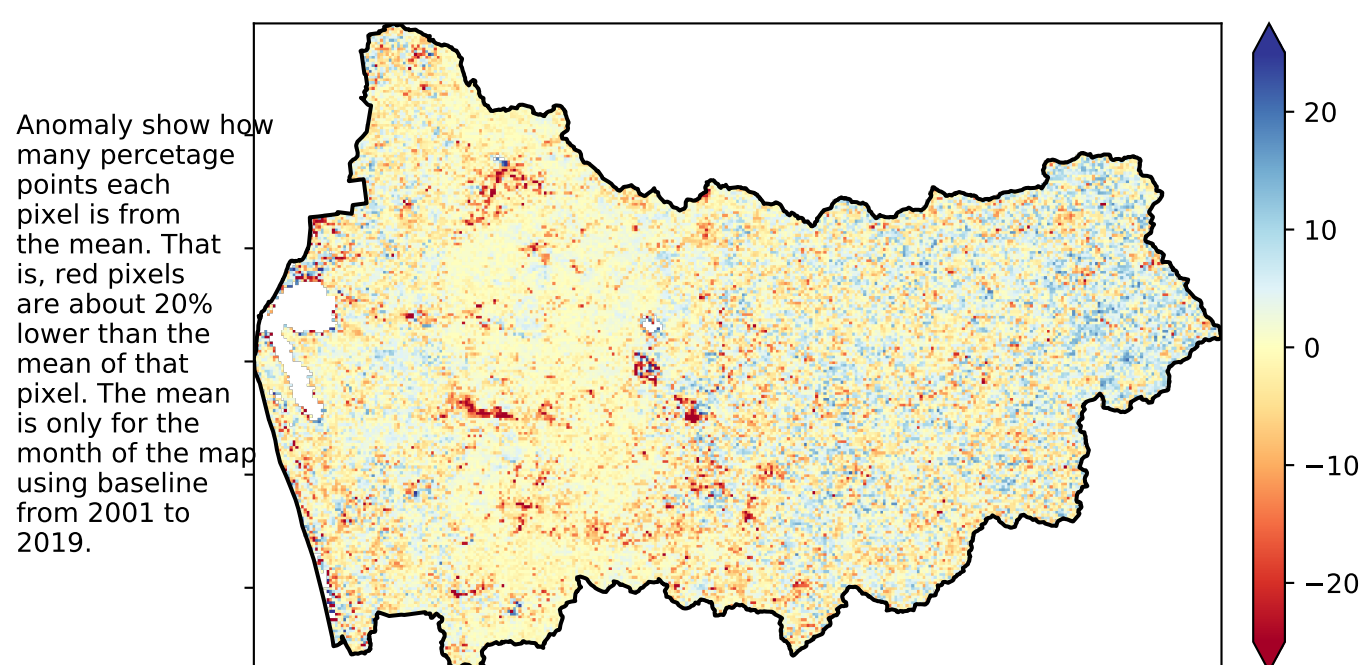 Anomaly show how
many percetage
points each
pixel is from
the mean. That
is, red pixels
are about 20%
lower than the
mean of that
pixel. The mean
is only for the
month of the map
using baseline
from 2001 to
2019.
20
10
0
−10
−20